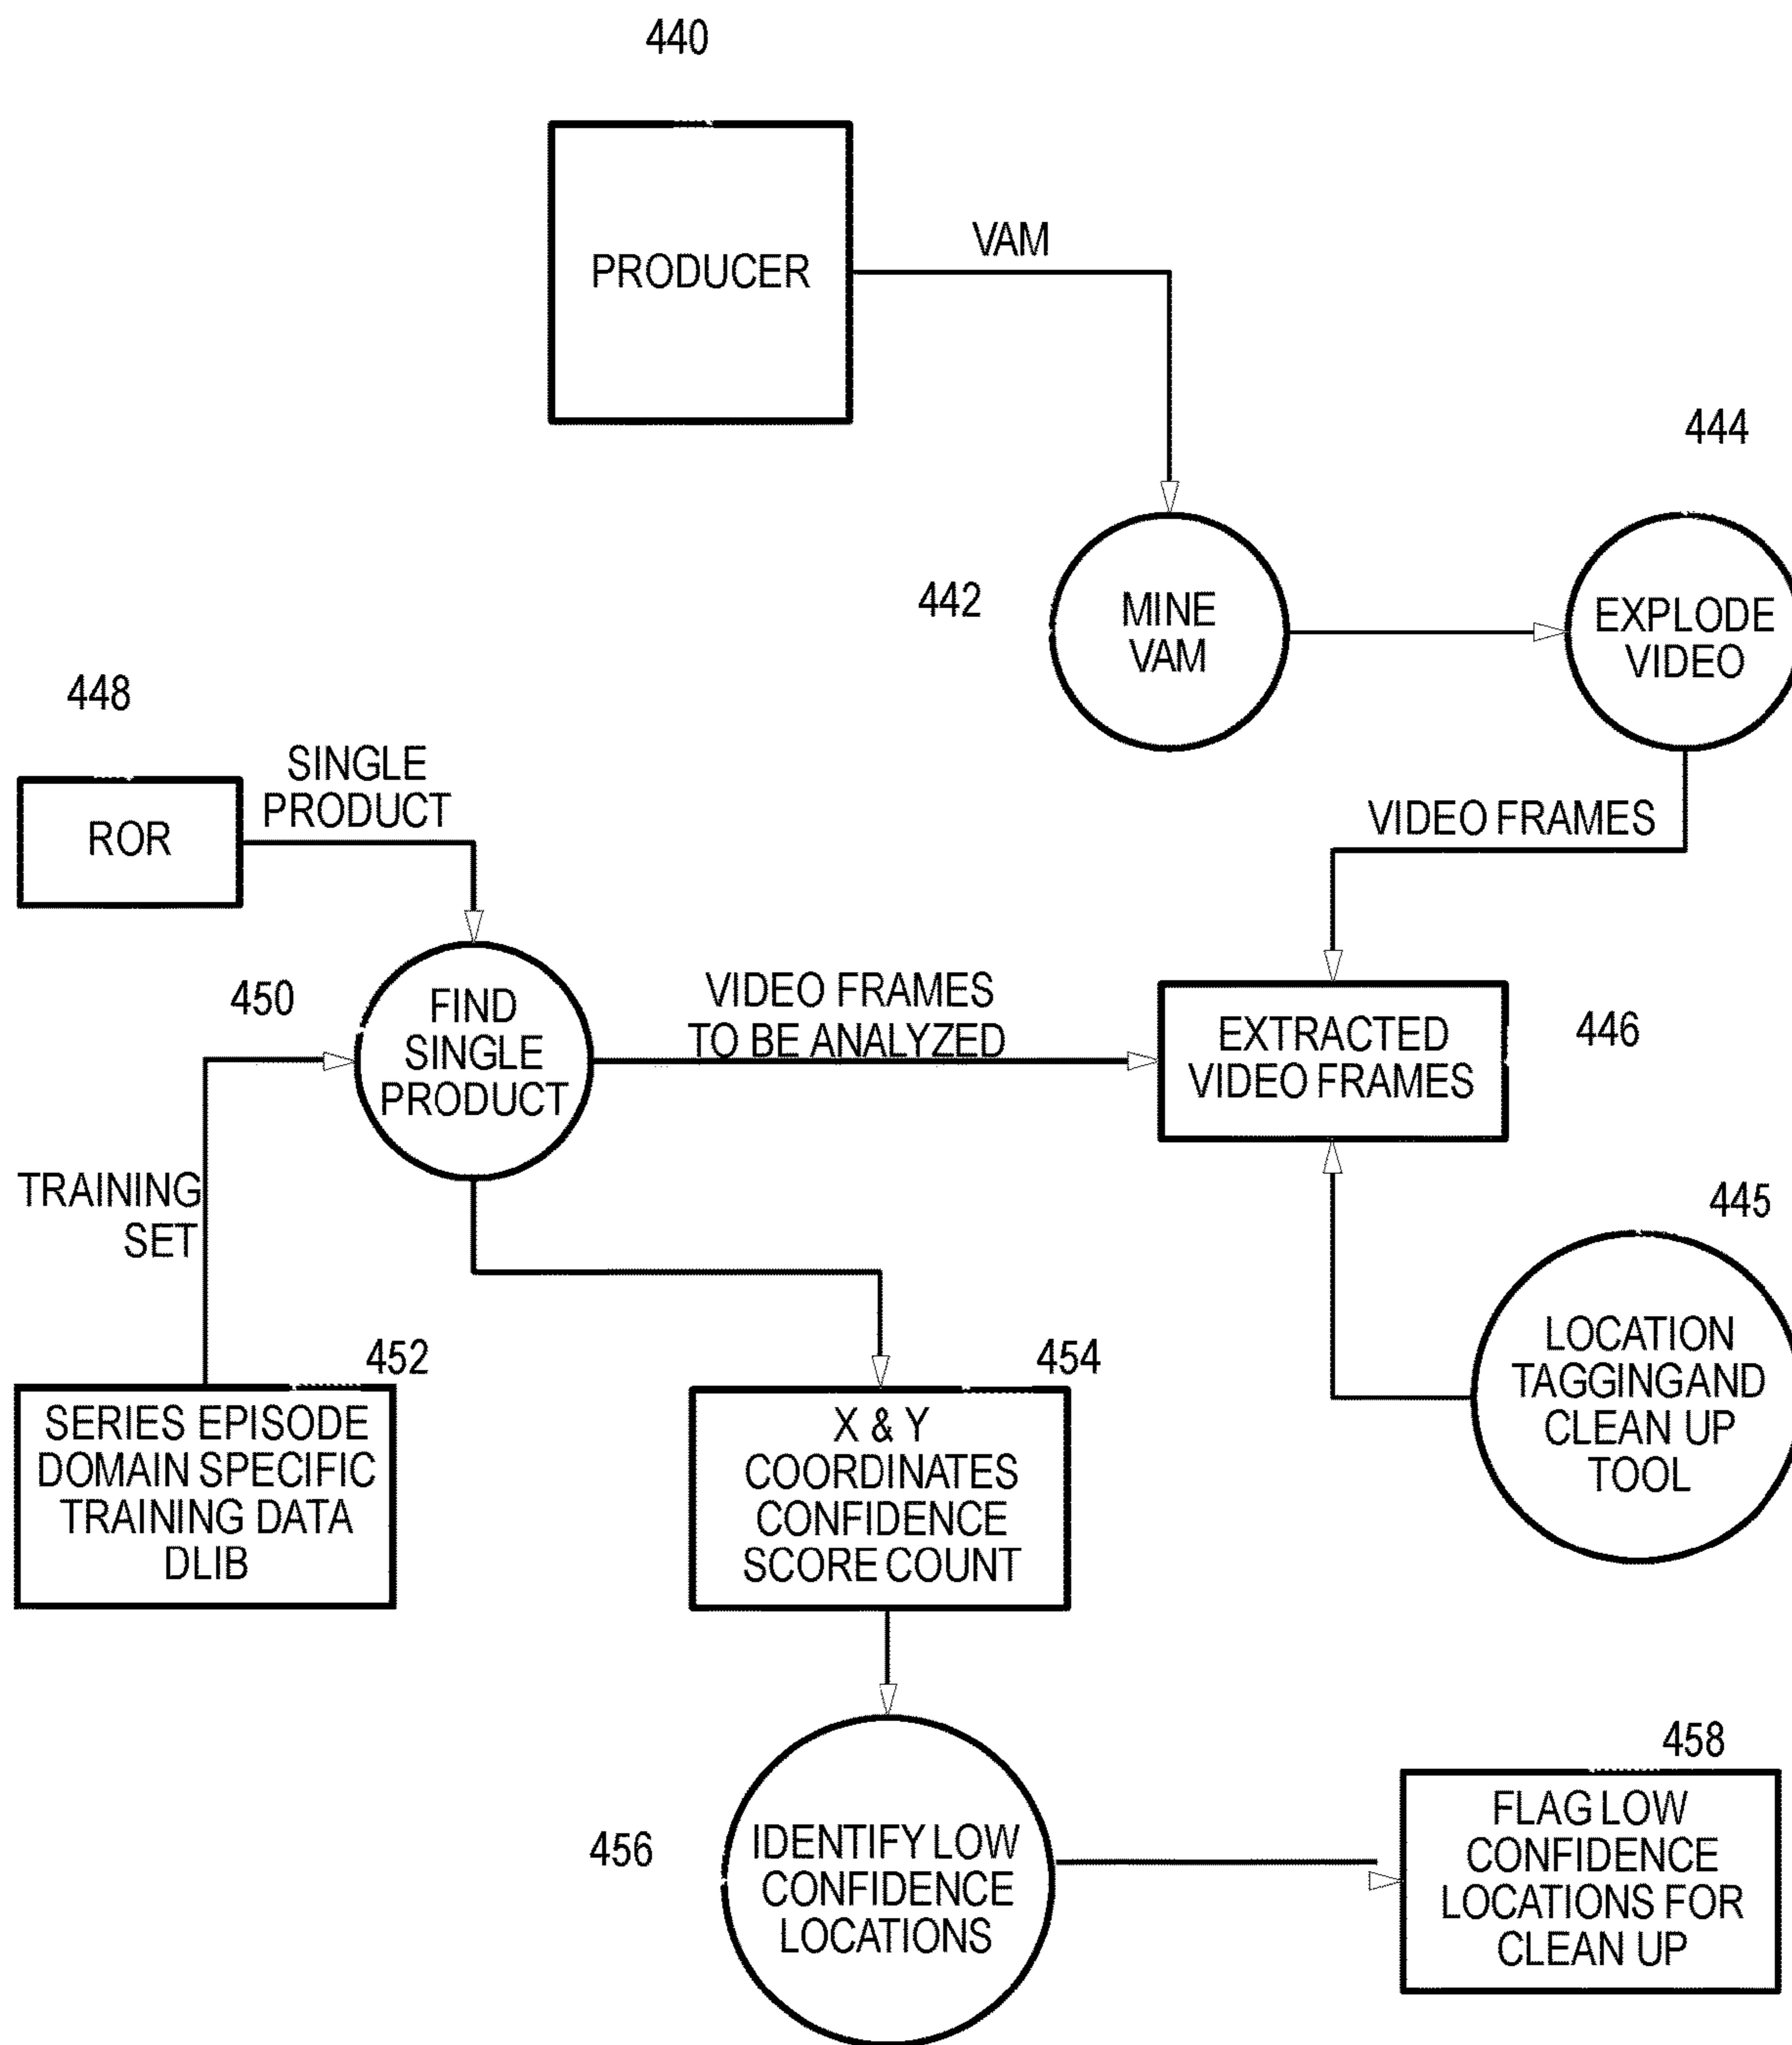 440
PRODUCER
VAM
444
442
MINE
VAM
EXPLODE
VIDEO
448
SINGLE
PRODUCT
ROR
VIDEO FRAMES
450
FIND
SINGLE
PRODUCT
VIDEO FRAMES
TO BE ANALYZED
EXTRACTED
VIDEO FRAMES
446
TRAINING
SET
445
LOCATION
TAGGINGAND
CLEAN UP
TOOL
452
SERIES EPISODE
DOMAIN SPECIFIC
TRAINING DATA
DLIB
454
X & Y
COORDINATES
CONFIDENCE
SCORE COUNT
456
IDENTIFY LOW
CONFIDENCE
LOCATIONS
458
FLAG LOW
CONFIDENCE
LOCATIONS FOR
CLEAN UP